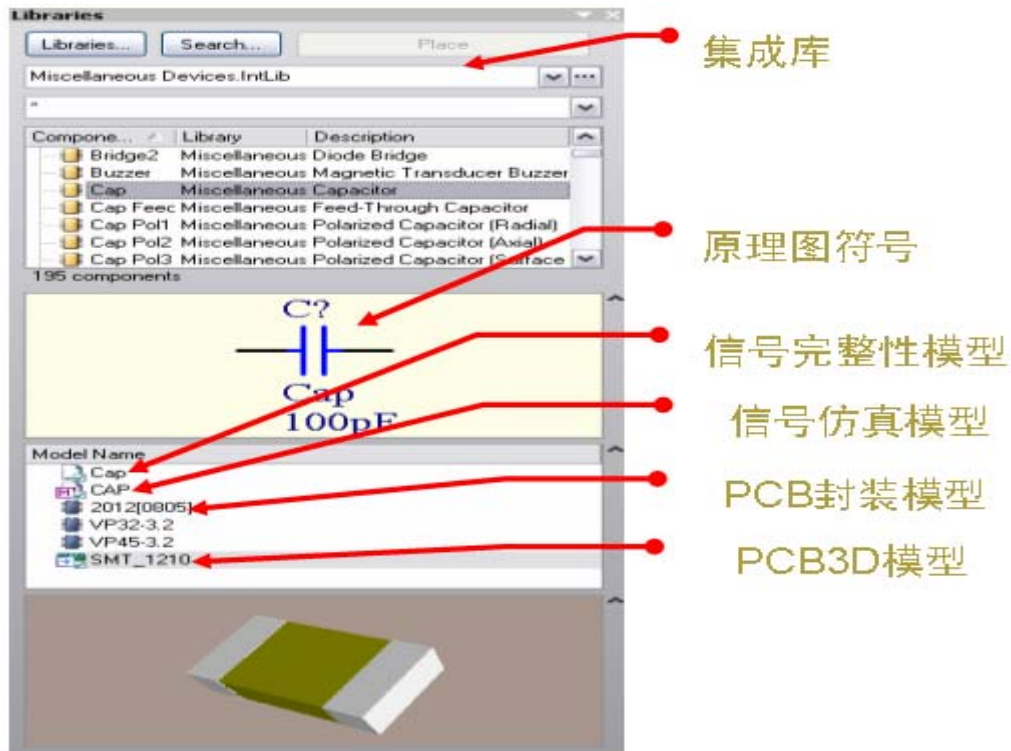 Libraries
Libraries... Search... Place
集成库
Miscellaneous Devices.IntLib
*
Compone... Library Description
Bridge2 Miscellaneous Diode Bridge
Buzzer Miscellaneous Magnetic Transducer Buzzer
Cap Miscellaneous Capacitor
Cap Feec Miscellaneous Feed-Through Capacitor
Cap Pol1 Miscellaneous Polarized Capacitor (Radial)
Cap Pol2 Miscellaneous Polarized Capacitor (Axial)
原理图符号
Cap Pol3 Miscellaneous Polarized Capacitor (Surface
195 components
C?
信号完整性模型
Cap
100pF
信号仿真模型
Model Name
Cap
CAP
2012[0805]
PCB封装模型
VP32-3.2
VP45-3.2
SMT_1210
PCB3D模型